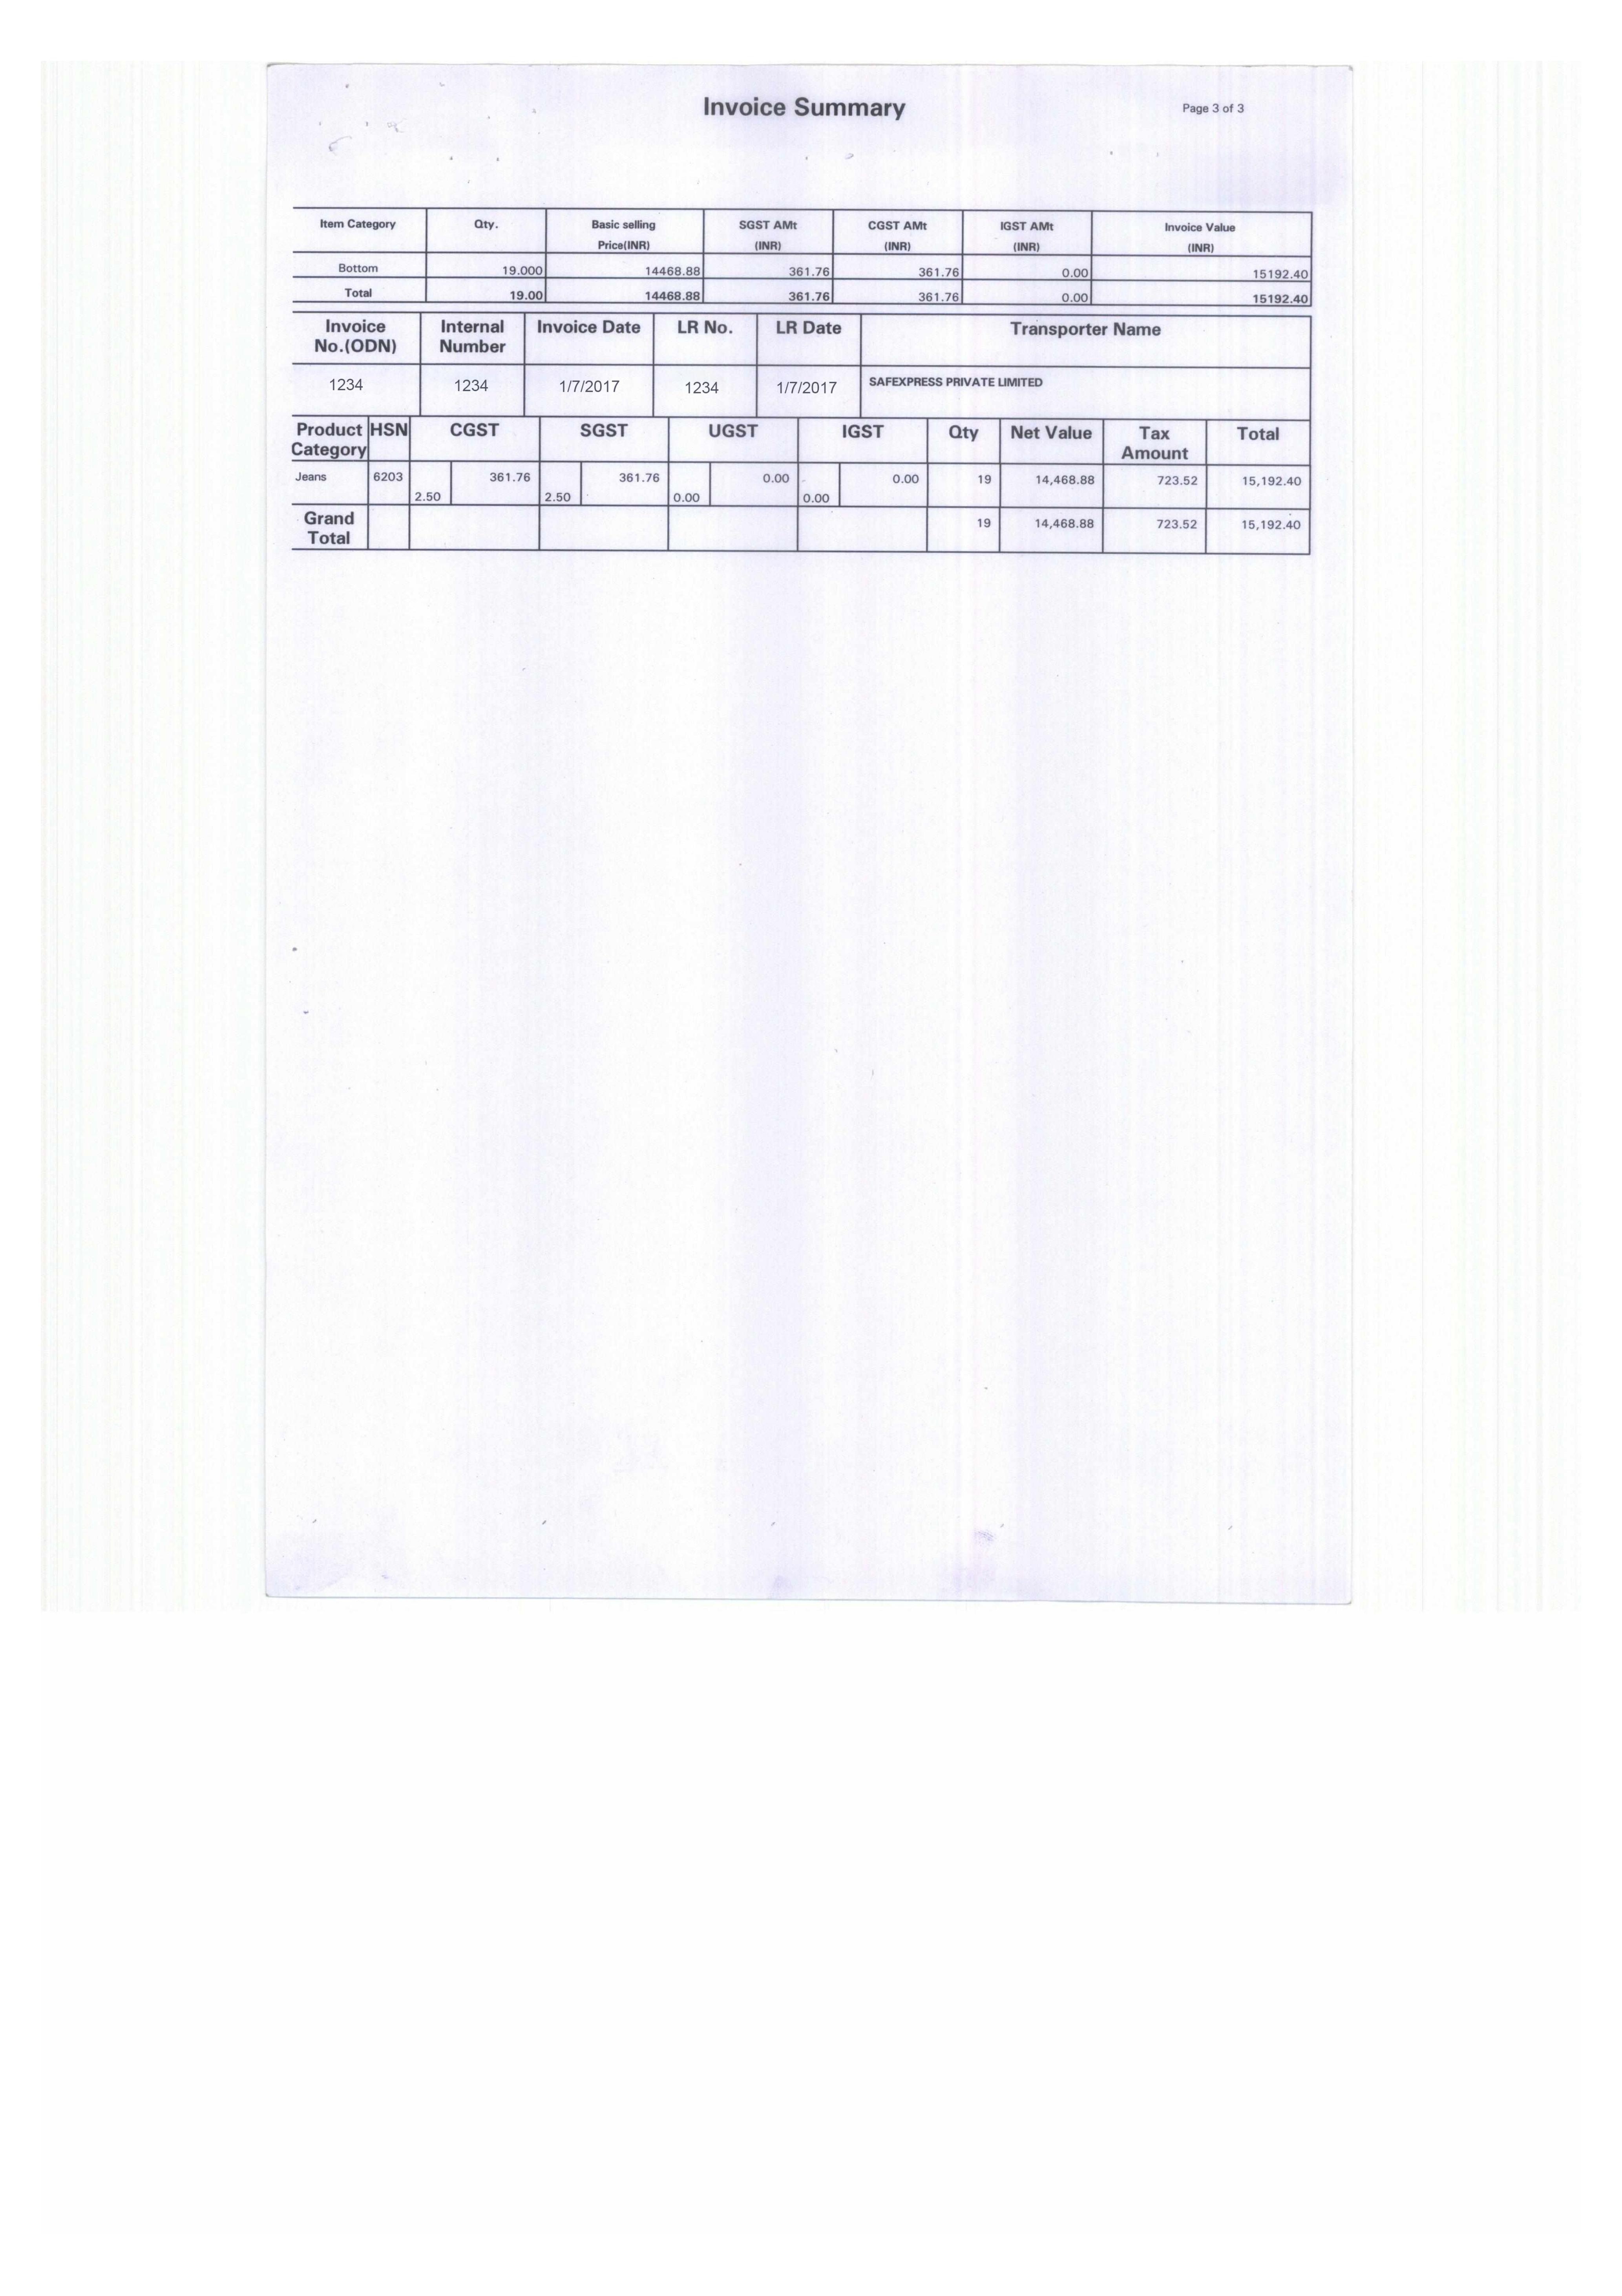 Invoice Summary
Page 3 of 3
Item Category Qty. Basic selling Price(INR) SGST AMt (INR) CGST AMt (INR) IGST AMt (INR) Invoice Value (INR)
Bottom 19.000 14468.88 361.76 361.76 0.00 15192.40
Total 19.00 14468.88 361.76 361.76 0.00 15192.40
Invoice No.(ODN) Internal Number Invoice Date LR No. LR Date Transporter Name
1234 1234 1/7/2017 1234 1/7/2017 SAFEXPRESS PRIVATE LIMITED
Product Category HSN CGST SGST UGST IGST Qty Net Value Tax Amount Total
Jeans 6203 2.50 361.76 2.50 361.76 0.00 0.00 0.00 0.00 19 14,468.88 723.52 15,192.40
Grand Total 19 14,468.88 723.52 15,192.40